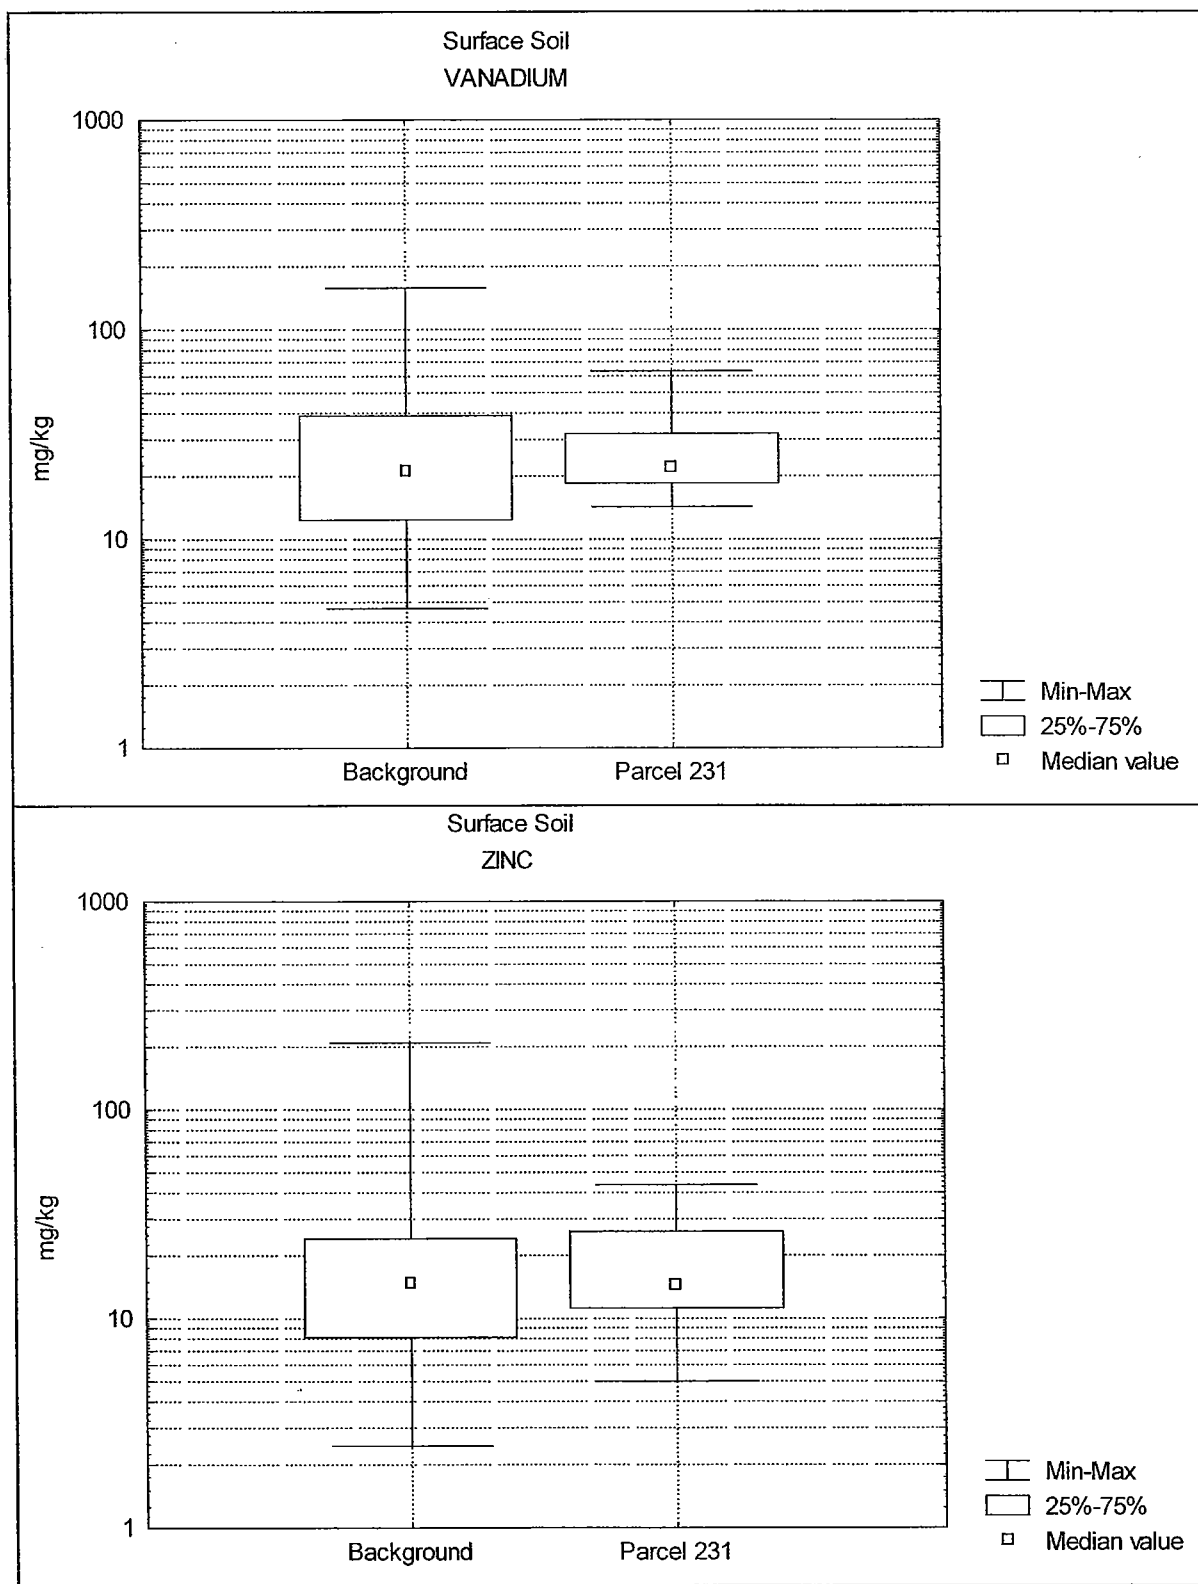 Surface Soil
VANADIUM
1000
100
10
1
mg/kg
Background Parcel 231
Min-Max
25%-75%
Median value
Surface Soil
ZINC
1000
100
10
1
mg/kg
Background Parcel 231
Min-Max
25%-75%
Median value